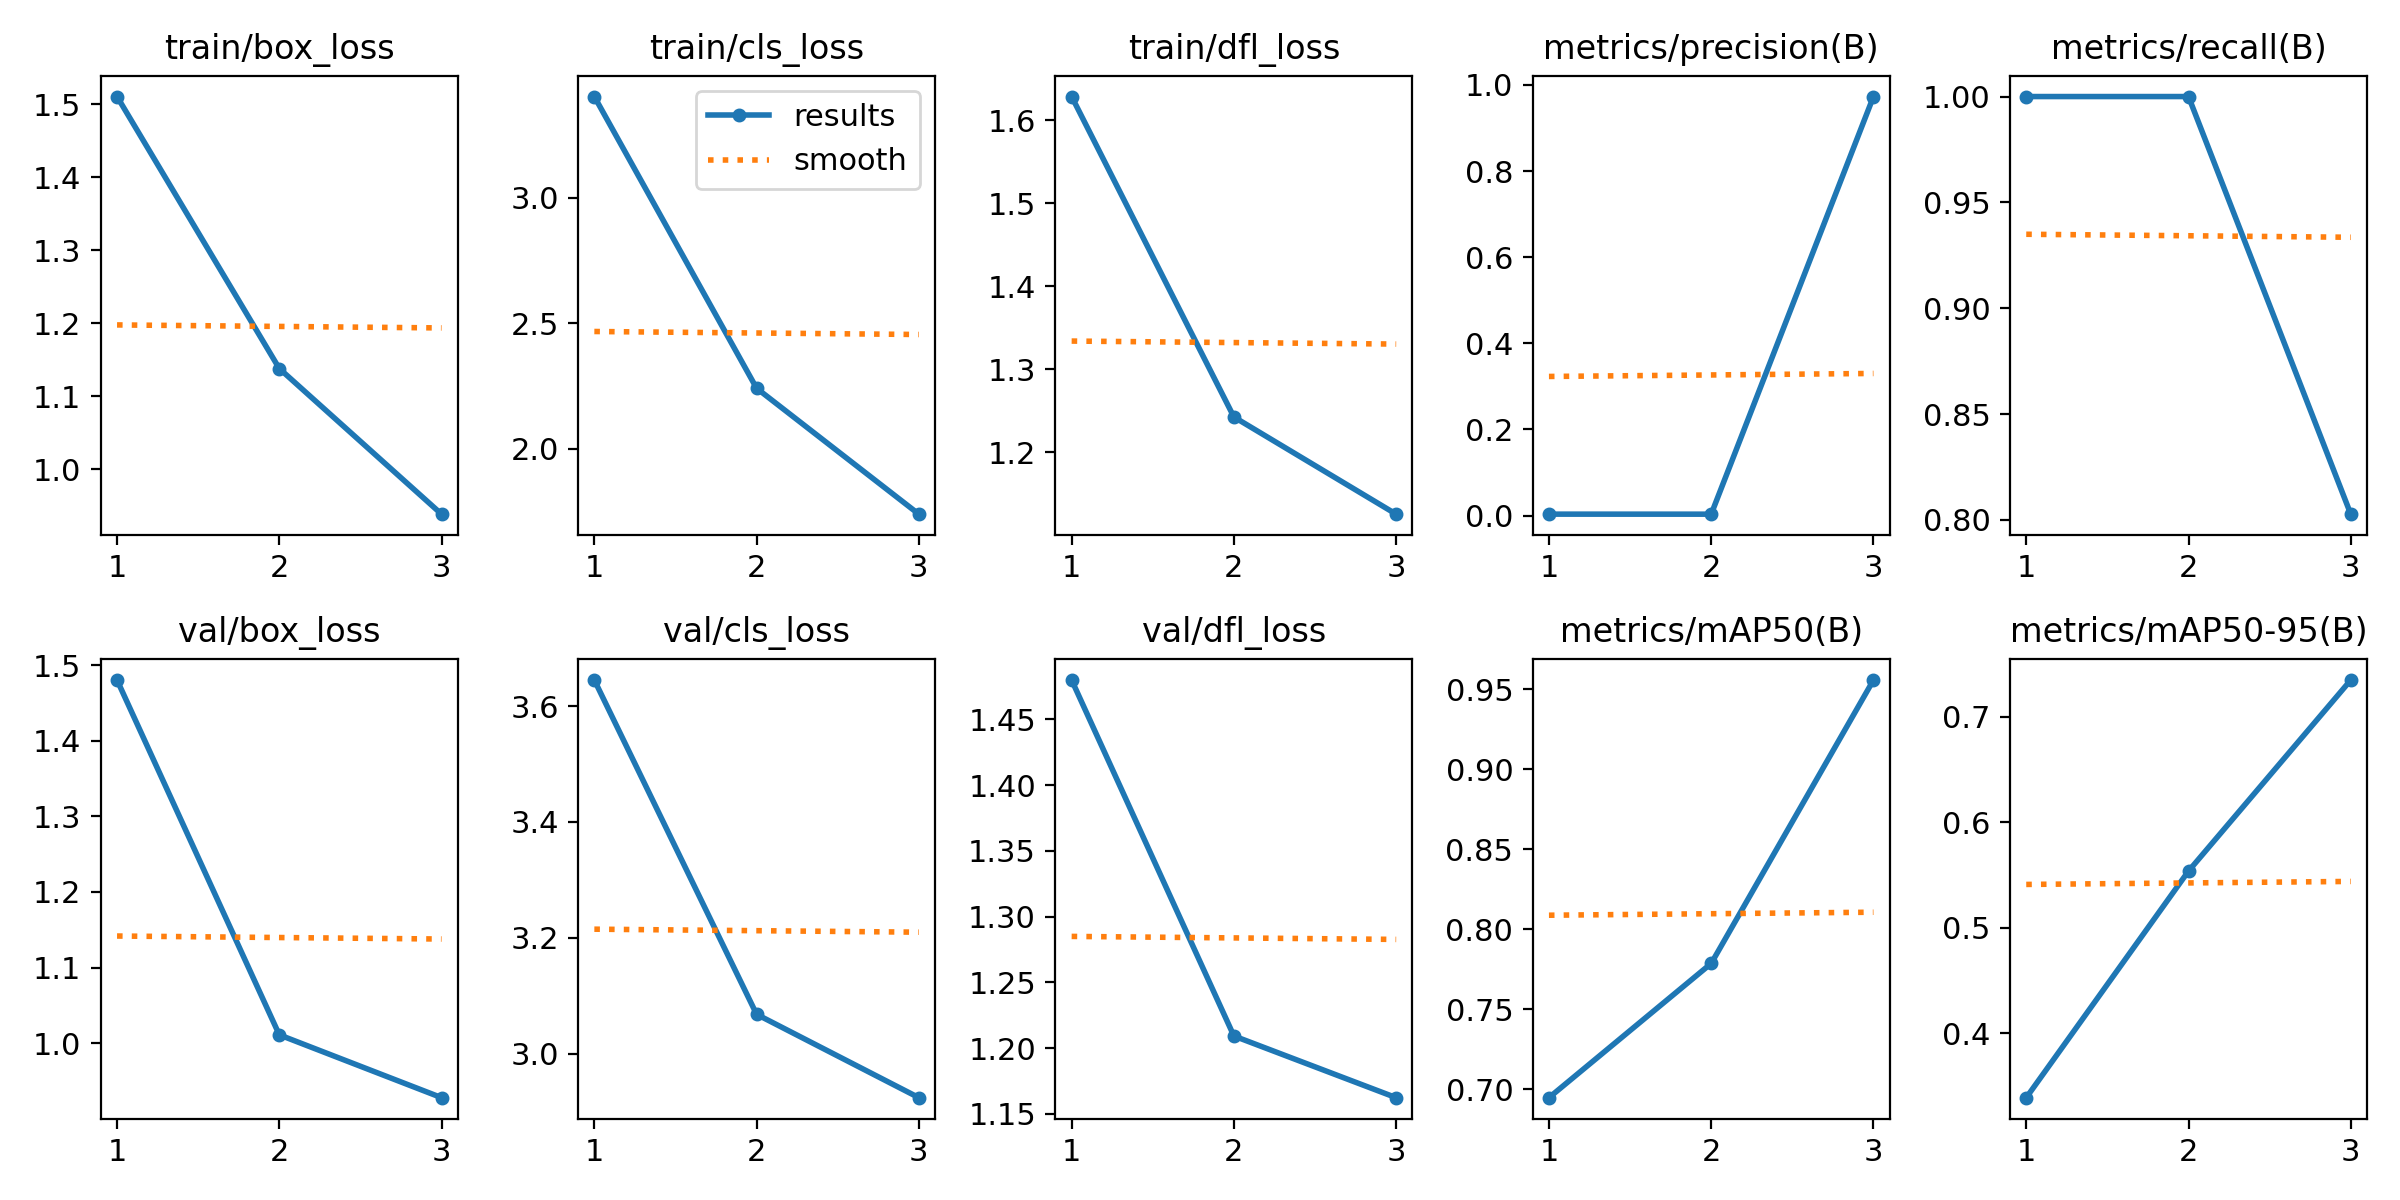 train/box_loss
1.5
1.4
1.3
1.2
1.1
1.0
1 2 3
train/cls_loss
results
smooth
3.0
2.5
2.0
1 2 3
train/dfl_loss
1.6
1.5
1.4
1.3
1.2
1 2 3
metrics/precision(B)
1.0
0.8
0.6
0.4
0.2
0.0
1 2 3
metrics/recall(B)
1.00
0.95
0.90
0.85
0.80
1 2 3
val/box_loss
1.5
1.4
1.3
1.2
1.1
1.0
1 2 3
val/cls_loss
3.6
3.4
3.2
3.0
1 2 3
val/dfl_loss
1.45
1.40
1.35
1.30
1.25
1.20
1.15
1 2 3
metrics/mAP50(B)
0.95
0.90
0.85
0.80
0.75
0.70
1 2 3
metrics/mAP50-95(B)
0.7
0.6
0.5
0.4
1 2 3